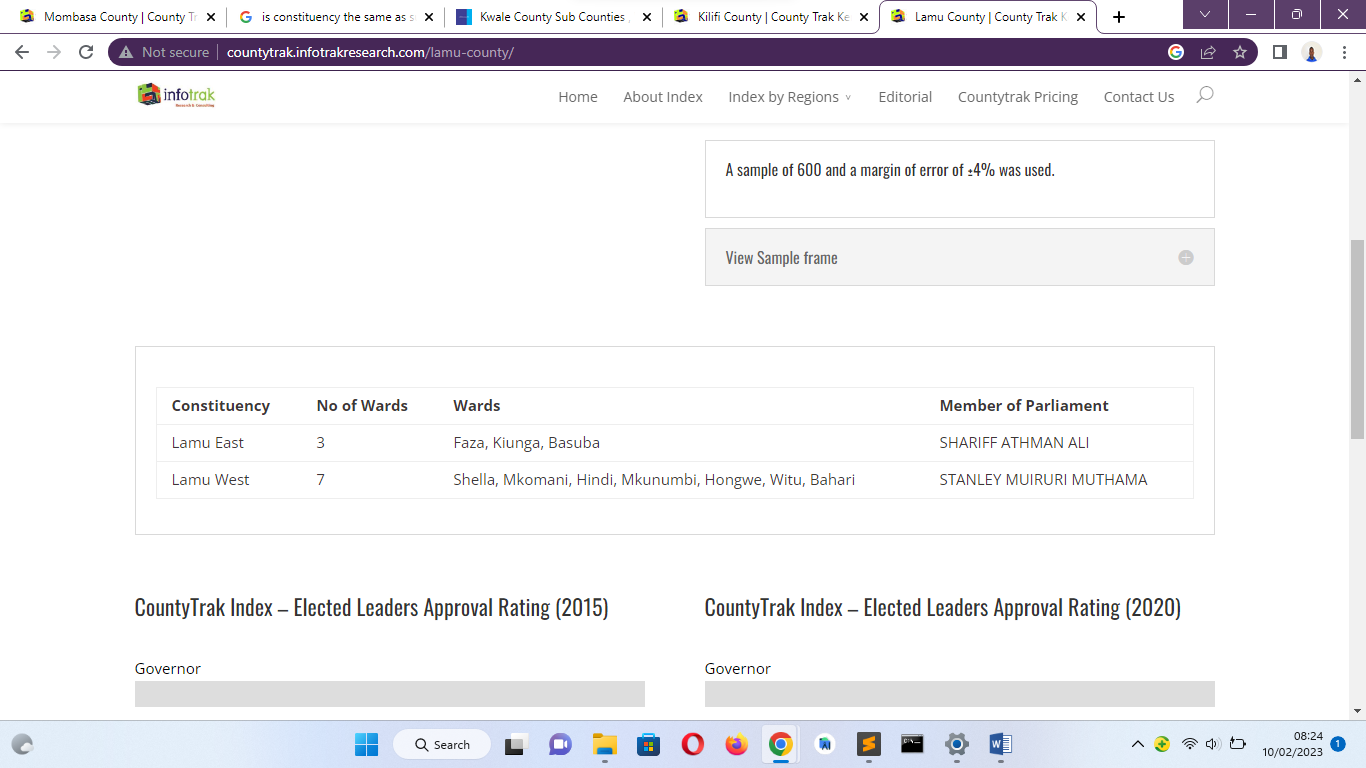 Mombasa County | County Tr
is constituency the same as s
Kwale County Sub Counties
Kilifi County | County Trak Ke
Lamu County | County Trak K
Not secure countytrak.infotrakresearch.com/lamu-county/
infotrak
Research & Consulting
Home About Index Index by Regions Editorial Countytrak Pricing Contact Us
A sample of 600 and a margin of error of ±4% was used.
View Sample frame
Constituency No of Wards Wards Member of Parliament
Lamu East 3 Faza, Kiunga, Basuba SHARIFF ATHMAN ALI
Lamu West 7 Shella, Mkomani, Hindi, Mkunumbi, Hongwe, Witu, Bahari STANLEY MUIRURI MUTHAMA
CountyTrak Index – Elected Leaders Approval Rating (2015)
CountyTrak Index – Elected Leaders Approval Rating (2020)
Governor
Governor
Search
08:24
10/02/2023
1